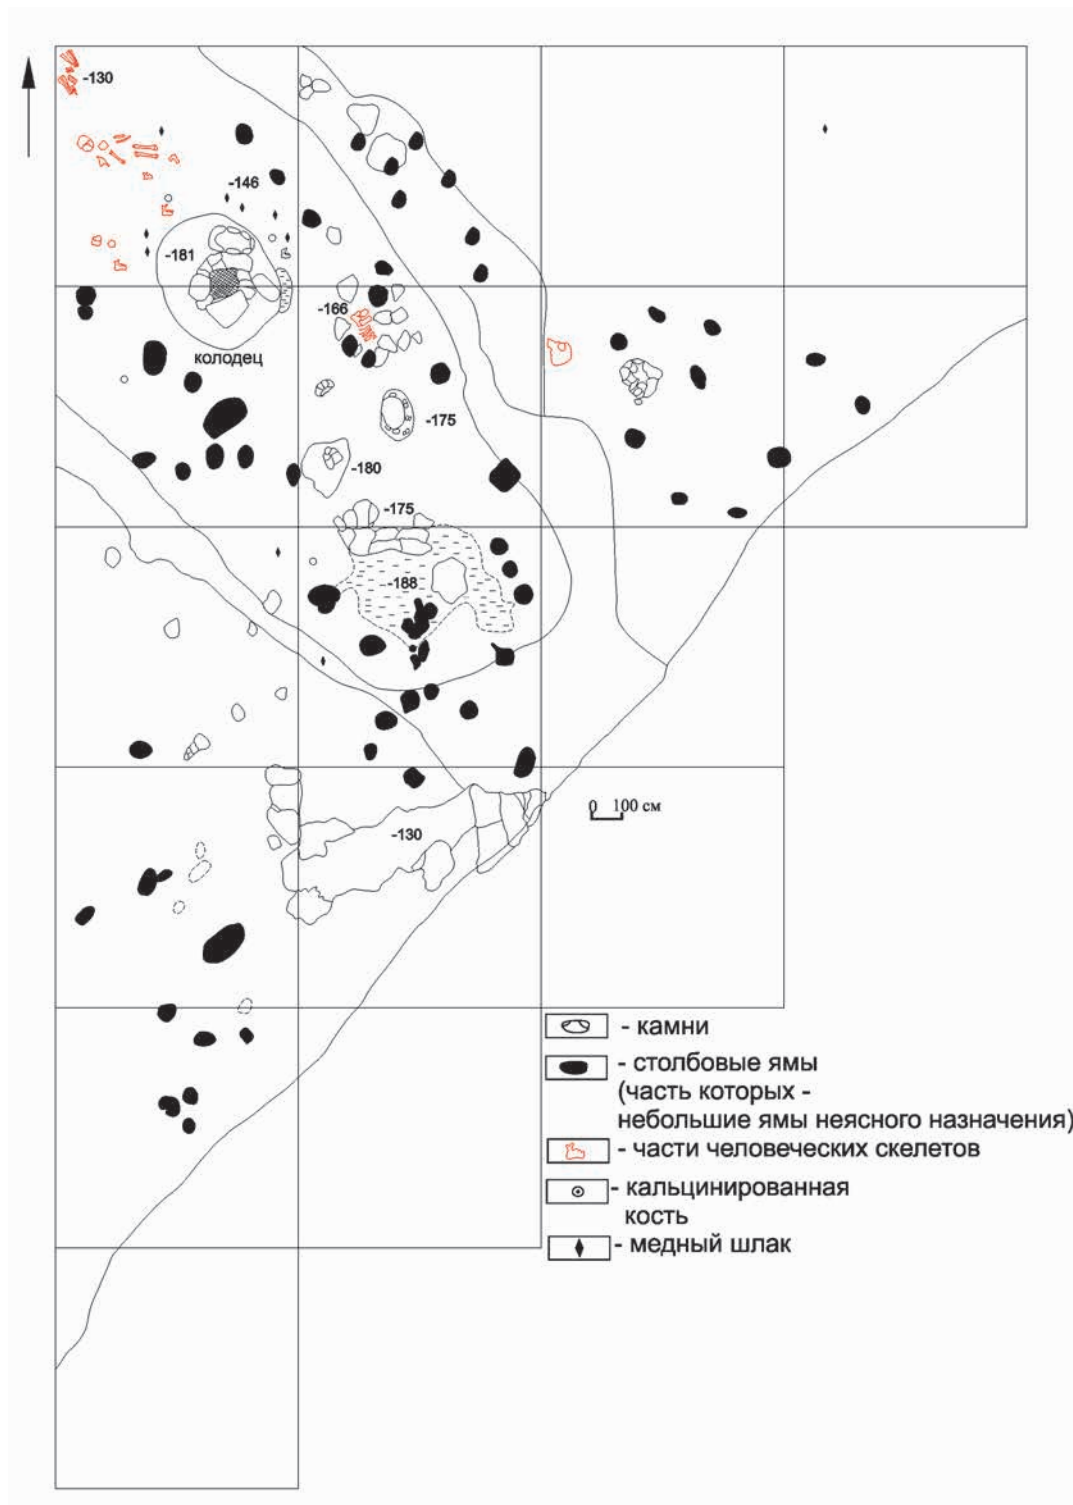 -130
-146
-181
-166
колодец
-175
-180
-175
-188
0 100 см
-130
- камни
- столбовые ямы
(часть которых -
небольшие ямы неясного назначения)
- части человеческих скелетов
- кальцинированная
кость
- медный шлак